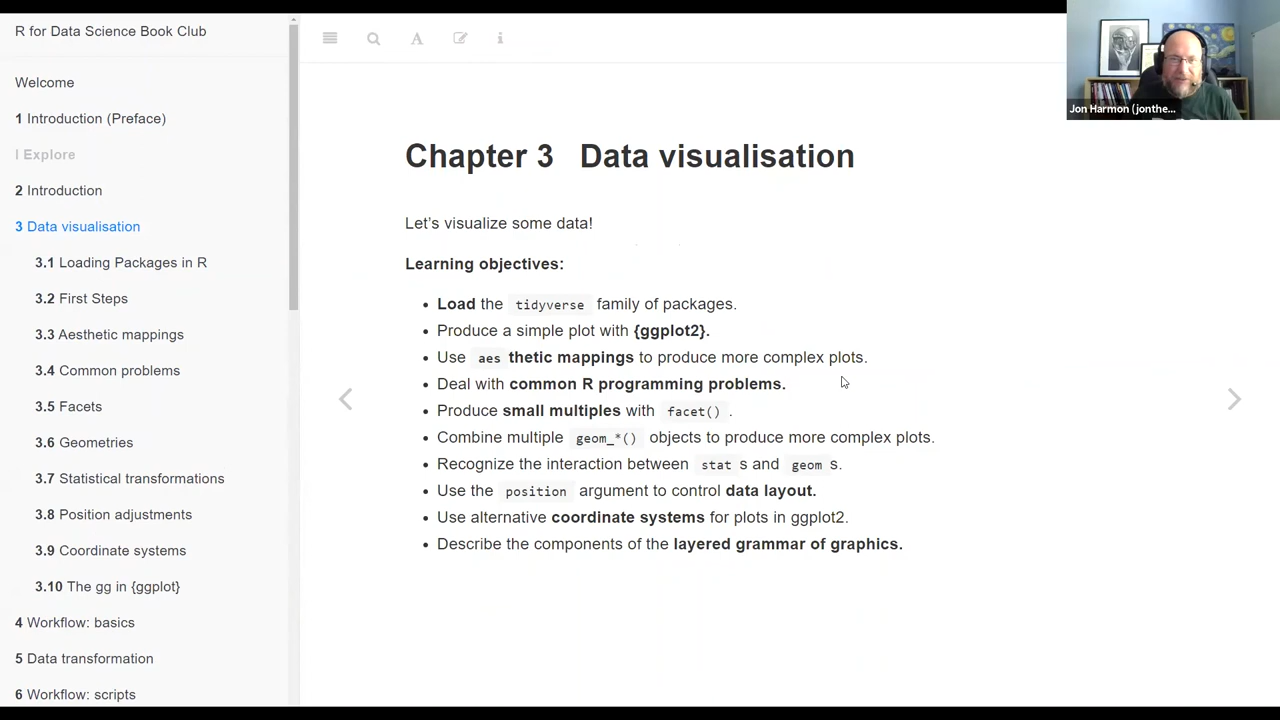 R for Data Science Book Club
Welcome
1 Introduction (Preface)
I Explore
2 Introduction
3 Data visualisation
3.1 Loading Packages in R
3.2 First Steps
3.3 Aesthetic mappings
3.4 Common problems
3.5 Facets
3.6 Geometries
3.7 Statistical transformations
3.8 Position adjustments
3.9 Coordinate systems
3.10 The gg in {ggplot}
4 Workflow: basics
5 Data transformation
6 Workflow: scripts
A
i
Chapter 3 Data visualisation
Let's visualize some data!
Learning objectives:
• Load the tidyverse family of packages.
• Produce a simple plot with {ggplot2}.
• Use aes thetic mappings to produce more complex plots.
• Deal with common R programming problems.
• Produce small multiples with facet() .
• Combine multiple geom_*() objects to produce more complex plots.
• Recognize the interaction between stat s and geom s.
• Use the position argument to control data layout.
• Use alternative coordinate systems for plots in ggplot2.
• Describe the components of the layered grammar of graphics.
Jon Harmon (jonthe...